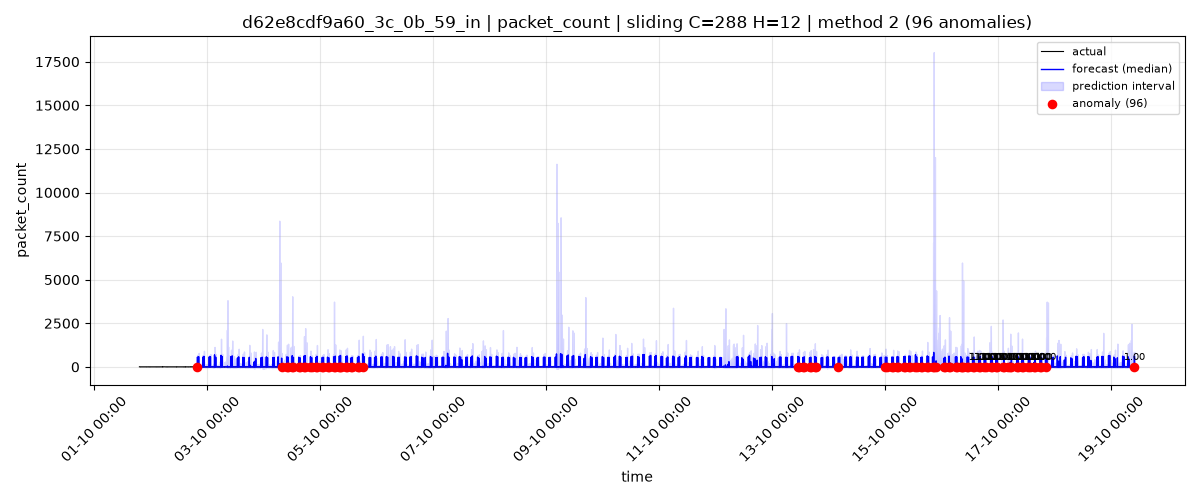 d62e8cdf9a60_3c_0b_59_in | packet_count | sliding C=288 H=12 | method 2 (96 anomalies)
actual
forecast (median)
prediction interval
anomaly (96)
packet_count
17500
15000
12500
10000
7500
5000
2500
0
1.00
01-10 00:00
03-10 00:00
05-10 00:00
07-10 00:00
09-10 00:00
11-10 00:00
13-10 00:00
15-10 00:00
17-10 00:00
19-10 00:00
time